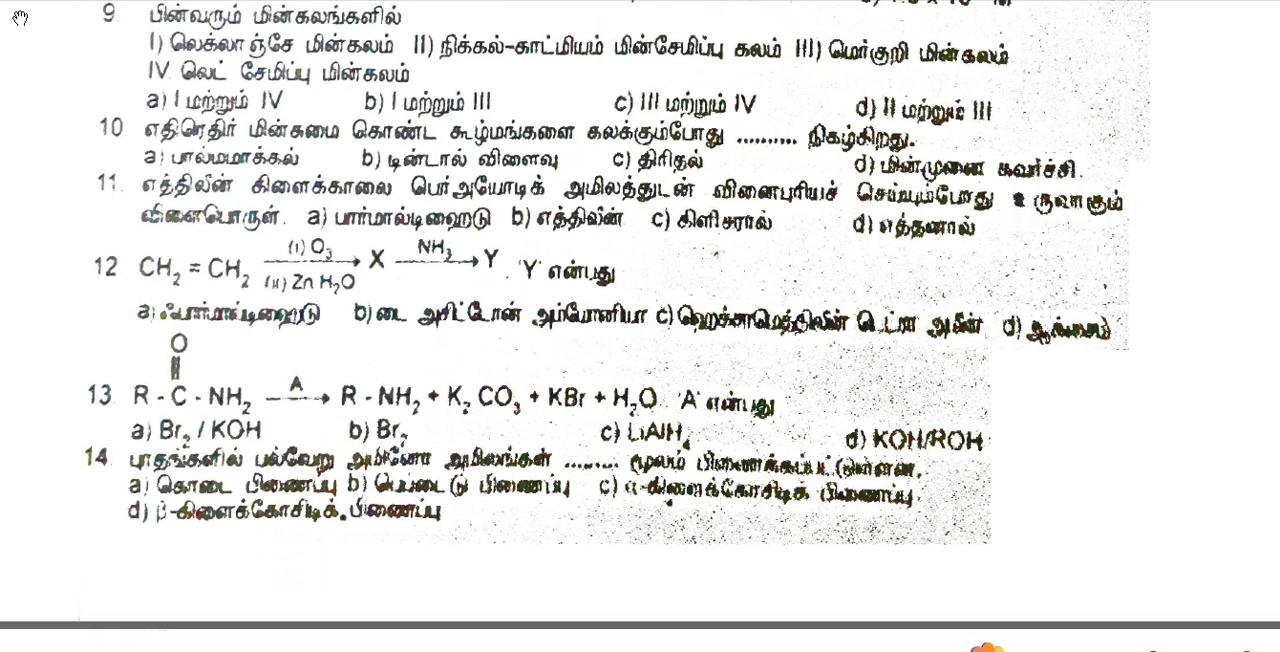 9. பின்வரும் மின்கலங்களில்
I) லெக்லாஞ்சே மின்கலம் II) நிக்கல்-காட்மியம் மின்சேமிப்பு கலம் III) மெர்குறி மின்கலம்
IV. லெட் சேமிப்பு மின்கலம்
a) I மற்றும் IV b) I மற்றும் III c) III மற்றும் IV d) II மற்றும் III
10. எதிரெதிர் மின்சுமை கொண்ட கூழ்மங்களை கலக்கும்போது .......... நிகழ்கிறது.
a) பால்மமாக்கல் b) டிண்டால் விளைவு c) திரிதல் d) மின்முனை கவர்ச்சி.
11. எத்திலீன் கிளைக்காலை பெர்அயோடிக் அமிலத்துடன் வினைபுரியச் செய்யும்போது உருவாகும்
விளைபொருள். a) பார்மால்டிஹைடு b) எத்திலீன் c) கிளிசரால் d) எத்தனால்
12 CH₂ = CH₂ (i) O₃ (ii) Zn H₂O → X NH₃ → Y. 'Y' என்பது
a) ஃபார்மால்டிஹைடு b) டை அசிட்டோன் அம்மோனியா c) ஹெக்சாமெத்திலீன் டெட்ரா அமீன் d)
O
॥
13. R - C - NH₂ A → R - NH₂ + K₂ CO₃ + KBr + H₂O. 'A' என்பது
a) Br₂ / KOH b) Br₂ c) LiAlH₄ d) KOH/ROH
14. புரதங்களில் பல்வேறு அமினோ அமிலங்கள் ........ மூலம் பிணைக்கப்பட்டுள்ளன.
a) கொடை பிணைப்பு b) பெப்டைடு பிணைப்பு c) α-கிளைக்கோசிடிக் பிணைப்பு
d) β-கிளைக்கோசிடிக் பிணைப்பு